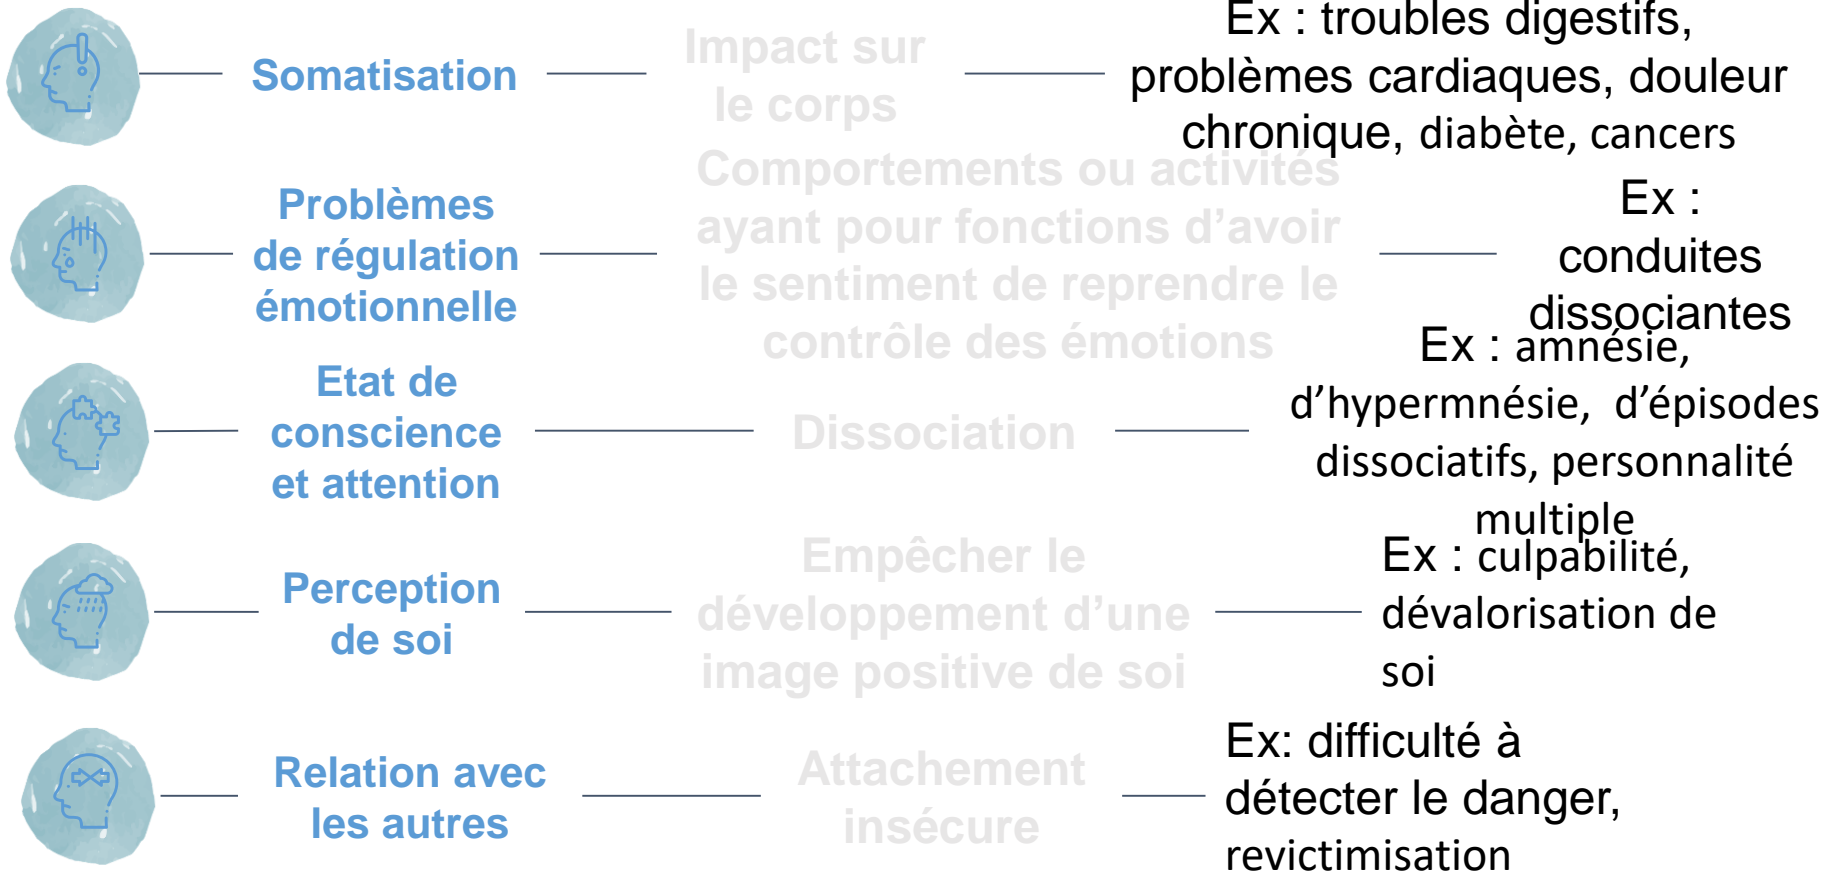 Somatisation
Impact sur
le corps
Ex : troubles digestifs,
problèmes cardiaques, douleur
chronique, diabète, cancers
Problèmes
de régulation
émotionnelle
Comportements ou activités
ayant pour fonctions d’avoir
le sentiment de reprendre le
contrôle des émotions
Ex :
conduites
dissociantes
Etat de
conscience
et attention
Dissociation
Ex : amnésie,
d’hypermnésie, d’épisodes
dissociatifs, personnalité
multiple
Perception
de soi
Empêcher le
développement d’une
image positive de soi
Ex : culpabilité,
dévalorisation de
soi
Relation avec
les autres
Attachement
insécure
Ex: difficulté à
détecter le danger,
revictimisation